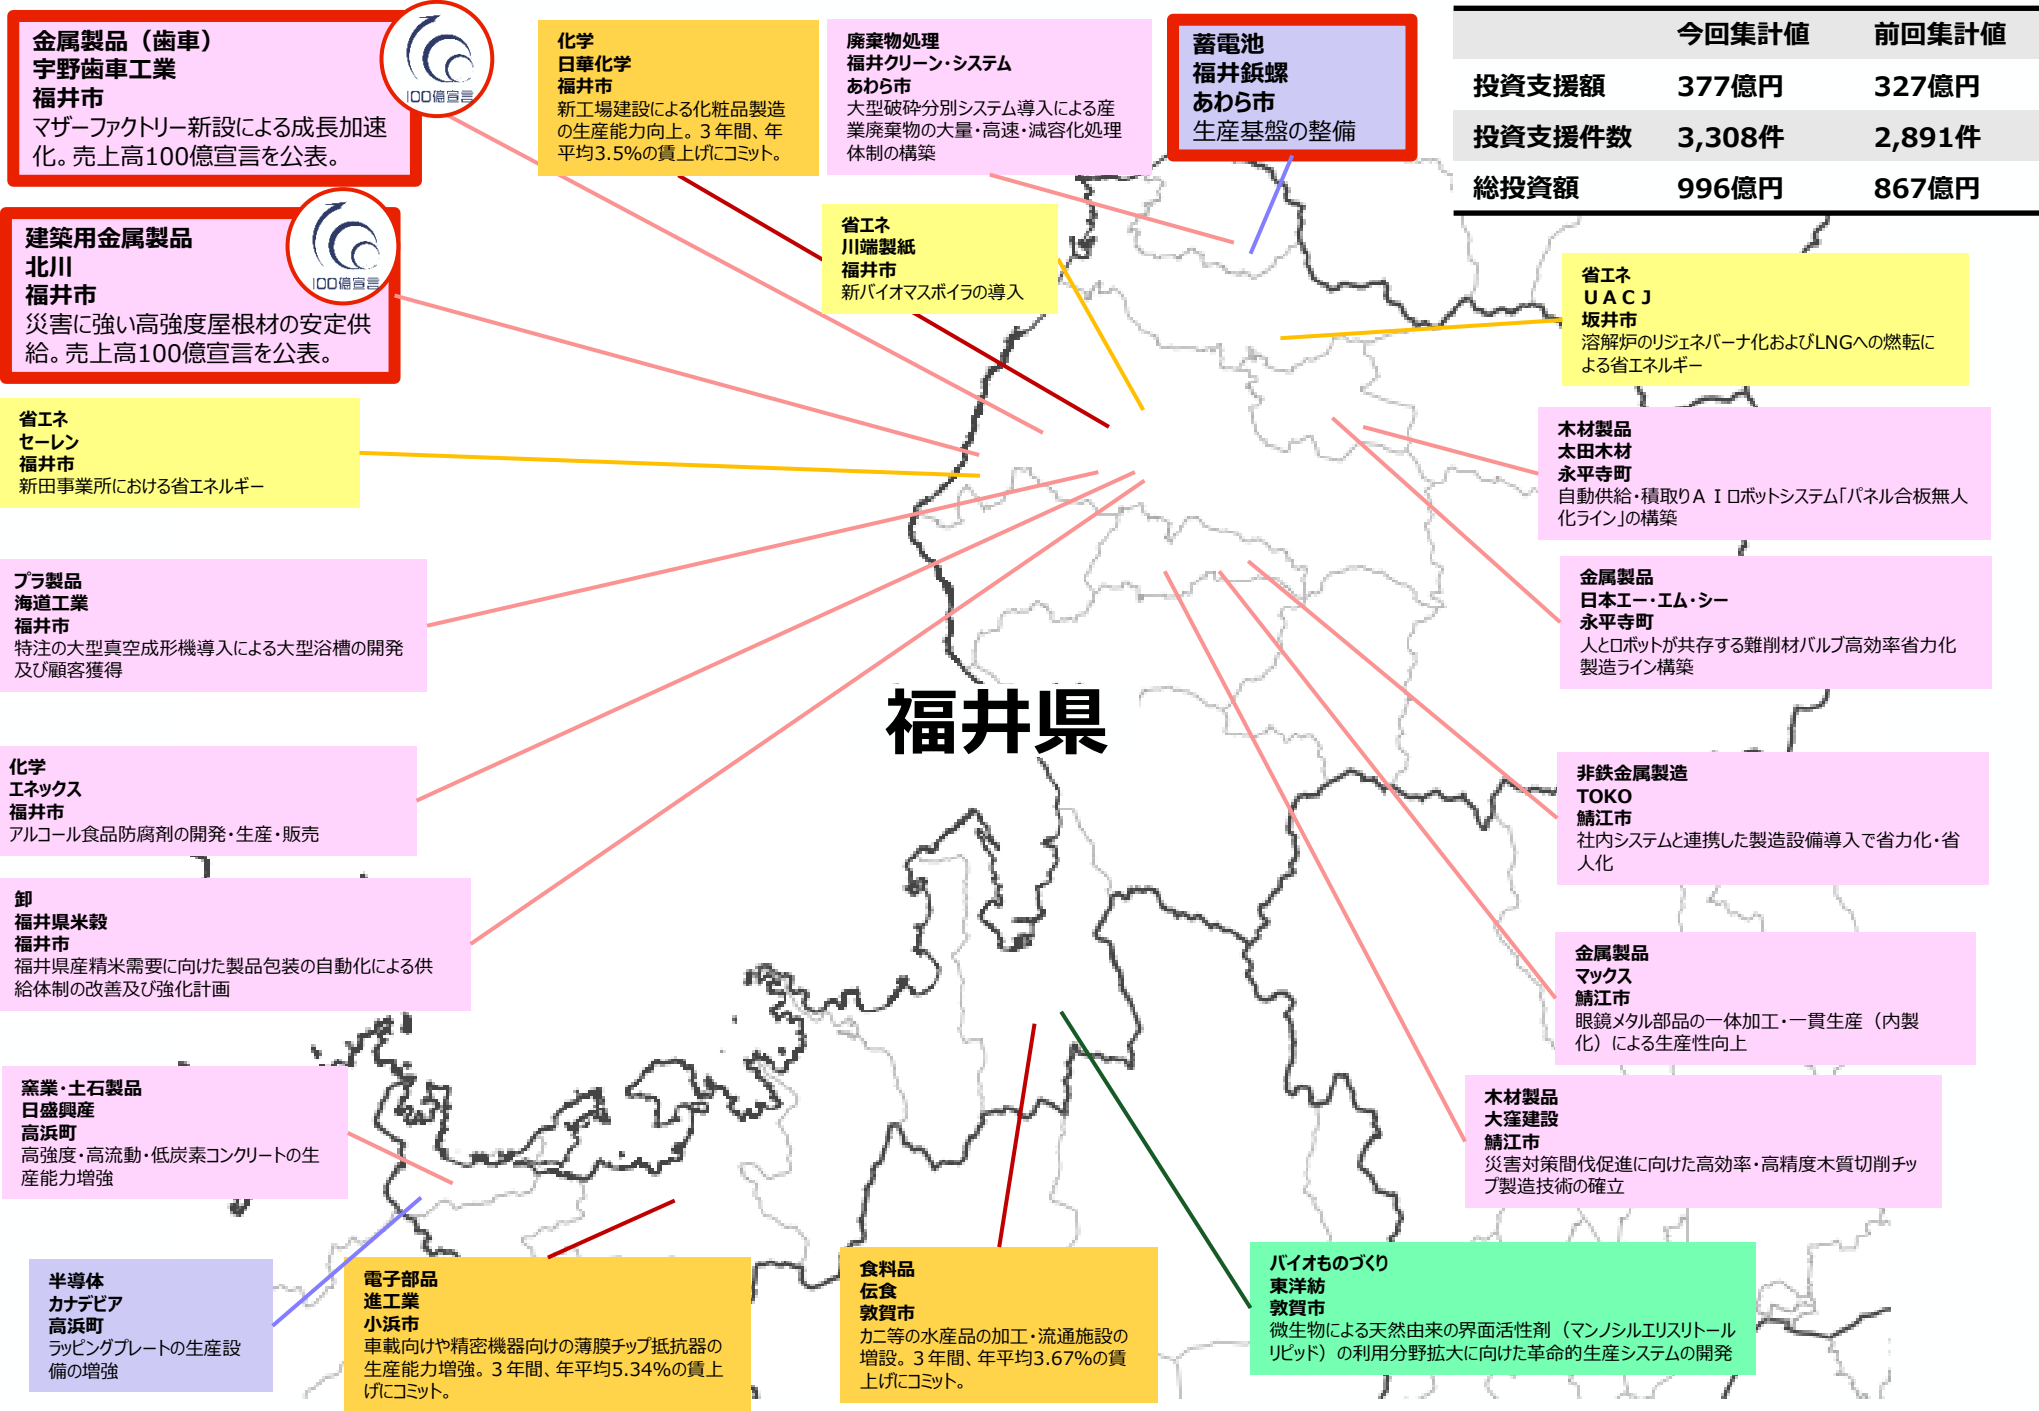 金属製品（歯車）
宇野歯車工業
福井市
マザーファクトリー新設による成長加速
化。売上高100億宣言を公表。
100億宣言
建築用金属製品
北川
福井市
災害に強い高強度屋根材の安定供
給。売上高100億宣言を公表。
100億宣言
化学
日華化学
福井市
新工場建設による化粧品製造
の生産能力向上。３年間、年
平均3.5%の賃上げにコミット。
廃棄物処理
福井クリーン・システム
あわら市
大型破砕分別システム導入による産
業廃棄物の大量・高速・減容化処理
体制の構築
蓄電池
福井鋲螺
あわら市
生産基盤の整備
今回集計値 前回集計値
投資支援額 377億円 327億円
投資支援件数 3,308件 2,891件
総投資額 996億円 867億円
省エネ
川端製紙
福井市
新バイオマスボイラの導入
省エネ
ＵＡＣＪ
坂井市
溶解炉のリジェネバーナ化およびLNGへの燃転に
よる省エネルギー
省エネ
セーレン
福井市
新田事業所における省エネルギー
木材製品
太田木材
永平寺町
自動供給・積取りＡＩロボットシステム「パネル合板無人
化ライン」の構築
プラ製品
海道工業
福井市
特注の大型真空成形機導入による大型浴槽の開発
及び顧客獲得
金属製品
日本エー・エム・シー
永平寺町
人とロボットが共存する難削材バルブ高効率省力化
製造ライン構築
福井県
化学
エネックス
福井市
アルコール食品防腐剤の開発・生産・販売
非鉄金属製造
TOKO
鯖江市
社内システムと連携した製造設備導入で省力化・省
人化
卸
福井県米穀
福井市
福井県産精米需要に向けた製品包装の自動化による供
給体制の改善及び強化計画
金属製品
マックス
鯖江市
眼鏡メタル部品の一体加工・一貫生産（内製
化）による生産性向上
窯業・土石製品
日盛興産
高浜町
高強度・高流動・低炭素コンクリートの生
産能力増強
木材製品
大窪建設
鯖江市
災害対策間伐促進に向けた高効率・高精度木質切削チッ
プ製造技術の確立
半導体
カナデビア
高浜町
ラッピングプレートの生産設
備の増強
電子部品
進工業
小浜市
車載向けや精密機器向けの薄膜チップ抵抗器の
生産能力増強。３年間、年平均5.34%の賃上
げにコミット。
食料品
伝食
敦賀市
カニ等の水産品の加工・流通施設の
増設。３年間、年平均3.67%の賃
上げにコミット。
バイオものづくり
東洋紡
敦賀市
微生物による天然由来の界面活性剤（マンノシルエリスリトール
リピッド）の利用分野拡大に向けた革命的生産システムの開発